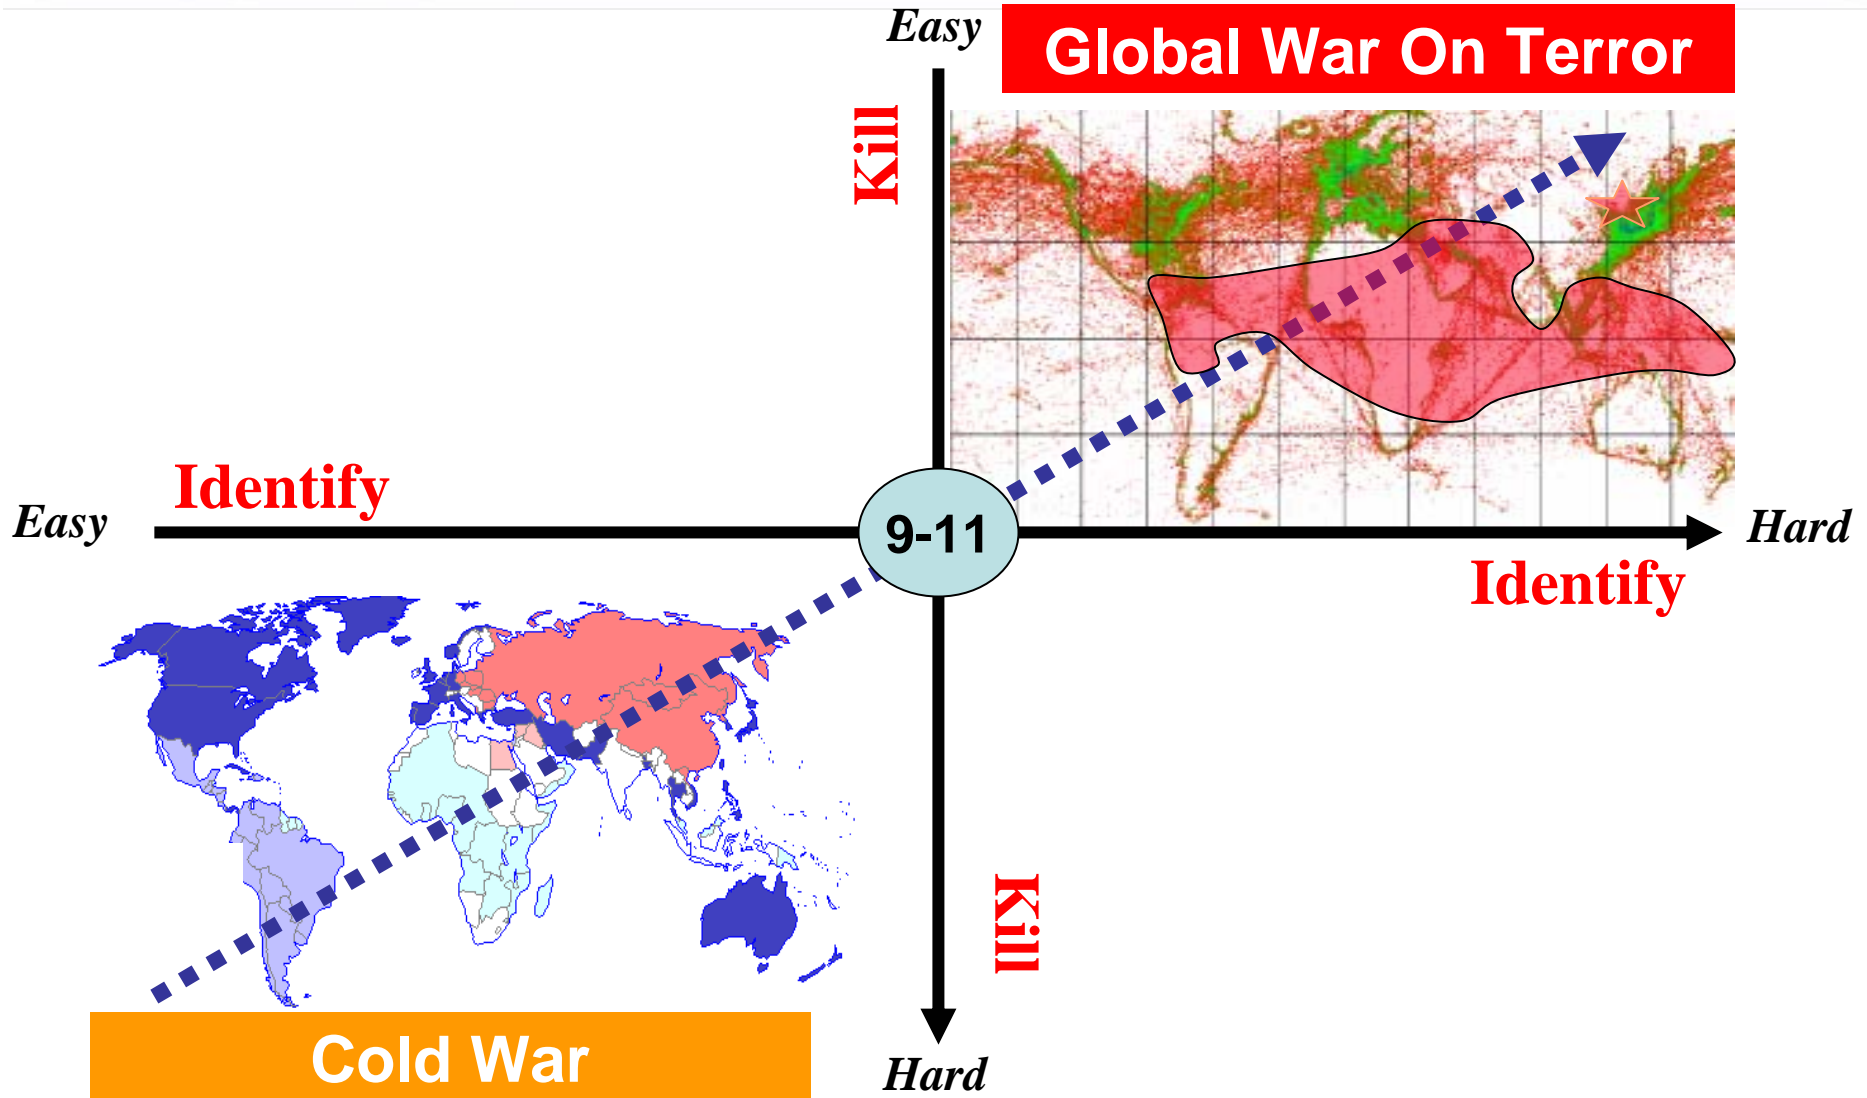 Easy
Global War On Terror
Kill
Identify
Easy
9-11
Hard
Identify
Kill
Cold War
Hard